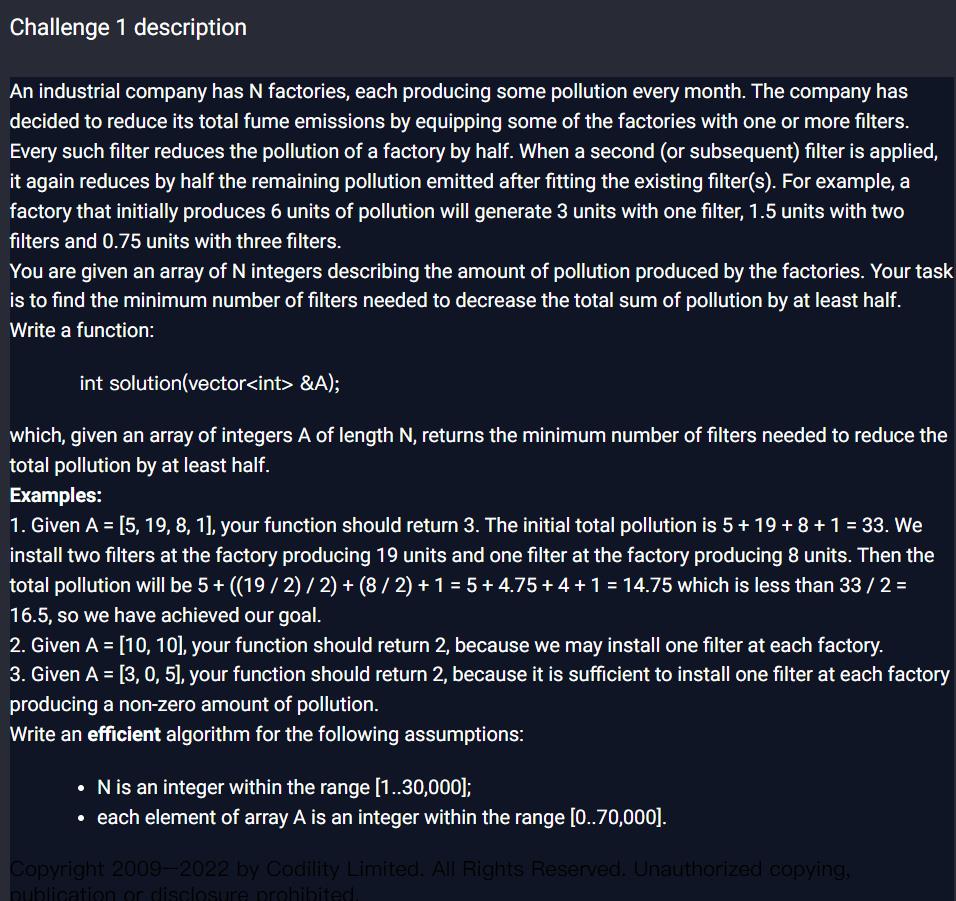 Challenge 1 description
An industrial company has N factories, each producing some pollution every month. The company has
decided to reduce its total fume emissions by equipping some of the factories with one or more filters.
Every such filter reduces the pollution of a factory by half. When a second (or subsequent) filter is applied,
it again reduces by half the remaining pollution emitted after fitting the existing filter(s). For example, a
factory that initially produces 6 units of pollution will generate 3 units with one filter, 1.5 units with two
filters and 0.75 units with three filters.
You are given an array of N integers describing the amount of pollution produced by the factories. Your task
is to find the minimum number of filters needed to decrease the total sum of pollution by at least half.
Write a function:
int solution(vector<int> &A);
which, given an array of integers A of length N, returns the minimum number of filters needed to reduce the
total pollution by at least half.
Examples:
1. Given A = [5, 19, 8, 1], your function should return 3. The initial total pollution is 5 + 19 + 8 + 1 = 33. We
install two filters at the factory producing 19 units and one filter at the factory producing 8 units. Then the
total pollution will be 5 + ((19 / 2) / 2) + (8 / 2) + 1 = 5 + 4.75 + 4 + 1 = 14.75 which is less than 33 / 2 =
16.5, so we have achieved our goal.
2. Given A = [10, 10], your function should return 2, because we may install one filter at each factory.
3. Given A = [3, 0, 5], your function should return 2, because it is sufficient to install one filter at each factory
producing a non-zero amount of pollution.
Write an efficient algorithm for the following assumptions:
• N is an integer within the range [1..30,000];
• each element of array A is an integer within the range [0..70,000].
Copyright 2009–2022 by Codility Limited. All Rights Reserved. Unauthorized copying,
publication or disclosure prohibited.